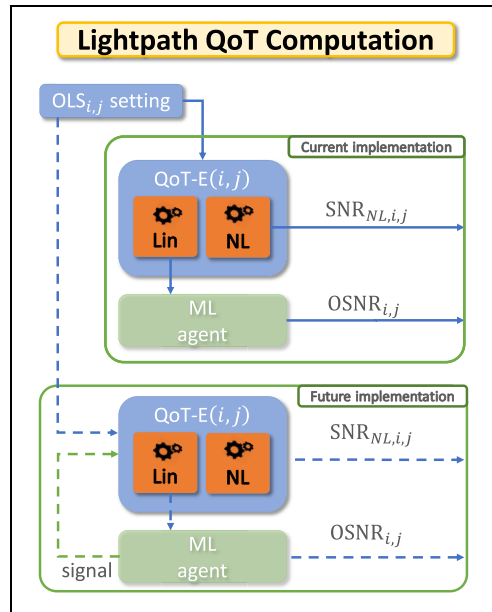 Lightpath QoT Computation
OLS_{i,j} setting
Current implementation
QoT-E(i, j)
Lin
NL
SNR_{NL,i,j}
ML
agent
OSNR_{i,j}
Future implementation
QoT-E(i, j)
Lin
NL
SNR_{NL,i,j}
ML
agent
OSNR_{i,j}
signal